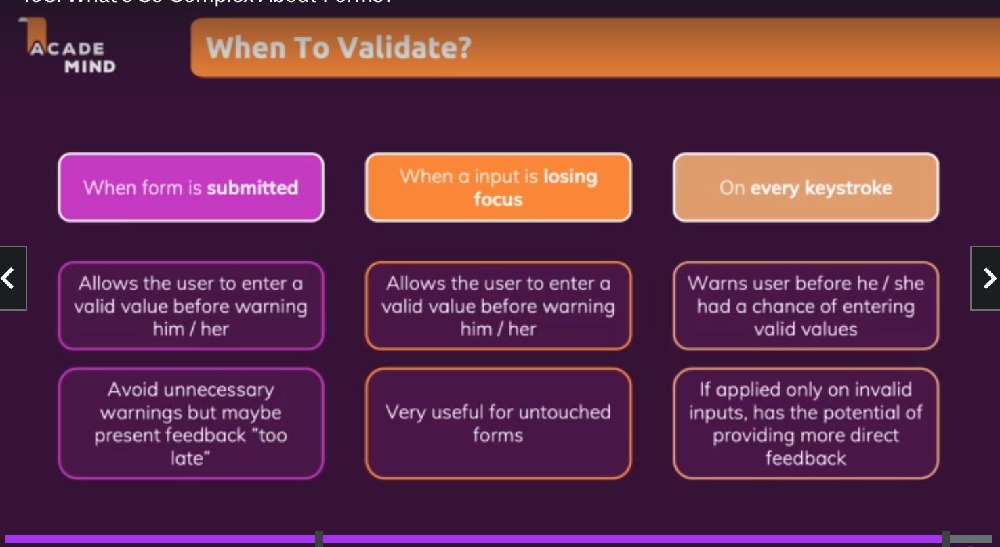 What's So Complex About Forms?
ACADE
MIND
When To Validate?
When form is submitted
When a input is losing
focus
On every keystroke
Allows the user to enter a
valid value before warning
him / her
Allows the user to enter a
valid value before warning
him / her
Warns user before he / she
had a chance of entering
valid values
Avoid unnecessary
warnings but maybe
present feedback "too
late"
Very useful for untouched
forms
If applied only on invalid
inputs, has the potential of
providing more direct
feedback